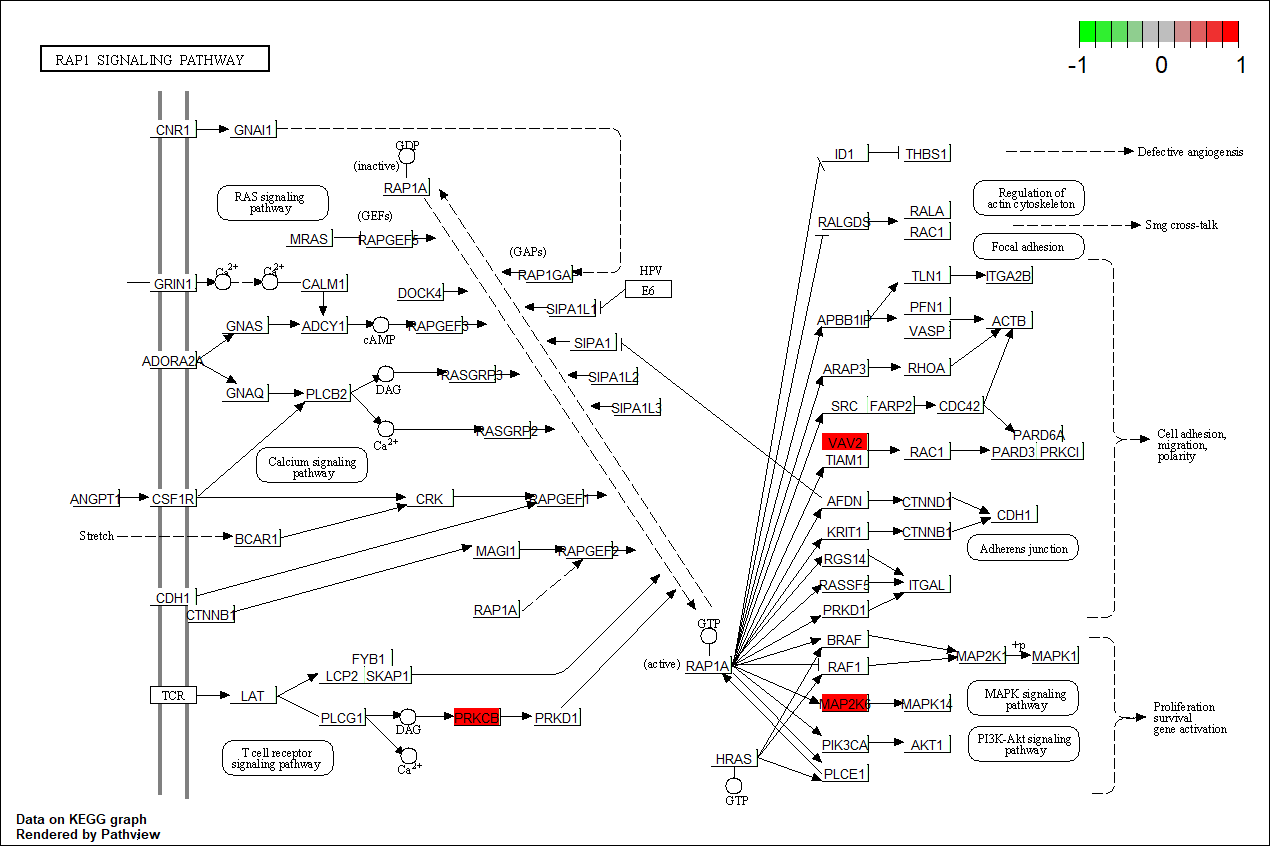 RAP1 SIGNALING PATHWAY
-1 0 1
CNR1 GNAI1
GDP
(inactive)
RAP1A
RAS signaling
pathway
(GEFs)
MRAS RAPGEF5
(GAPs)
RAP1GA
HPV
E6
GRIN1 Ca2+ Ca2+ CALM1
DOCK4
SIPA1L1
GNAS ADCY1 cAMP RAPGEF3
SIPA1
ADORA2A
DAG RASGRP3
SIPA1L2
GNAQ PLCB2
SIPA1L3
Ca2+ RASGRP2
Calcium signaling
pathway
ANGPT1 CSF1R CRK RAPGEF1
Stretch BCAR1
MAGI1 RAPGEF2
CDH1
CTNNB1
RAP1A
GTP
(active) RAP1A
FYB1
LCP2 SKAP1
TCR LAT
PLCG1 DAG PRKCB PRKD1
Ca2+
T cell receptor
signaling pathway
HRAS
GTP
ID1 THBS1 Defective angiogensis
Regulation of
actin cytoskeleton
RALGDS RALA
RAC1
Smg cross-talk
Focal adhesion
TLN1 ITGA2B
APBB1IP PFN1
VASP
ACTB
ARAP3 RHOA
SRC FARP2 CDC42
PARD6A
PARD3 PRKCI
VAV2
TIAM1 RAC1
Cell adhesion,
migration,
polarity
AFDN CTNND1
CDH1
KRIT1 CTNNB1
Adherens junction
RGS14
RASSF5 ITGAL
PRKD1
BRAF
RAF1 MAP2K1 +p MAPK1
MAP2K6 MAPK14
MAPK signaling
pathway
PIK3CA AKT1
PI3K-Akt signaling
pathway
PLCE1
Proliferation
survival
gene activation
Data on KEGG graph
Rendered by Pathview